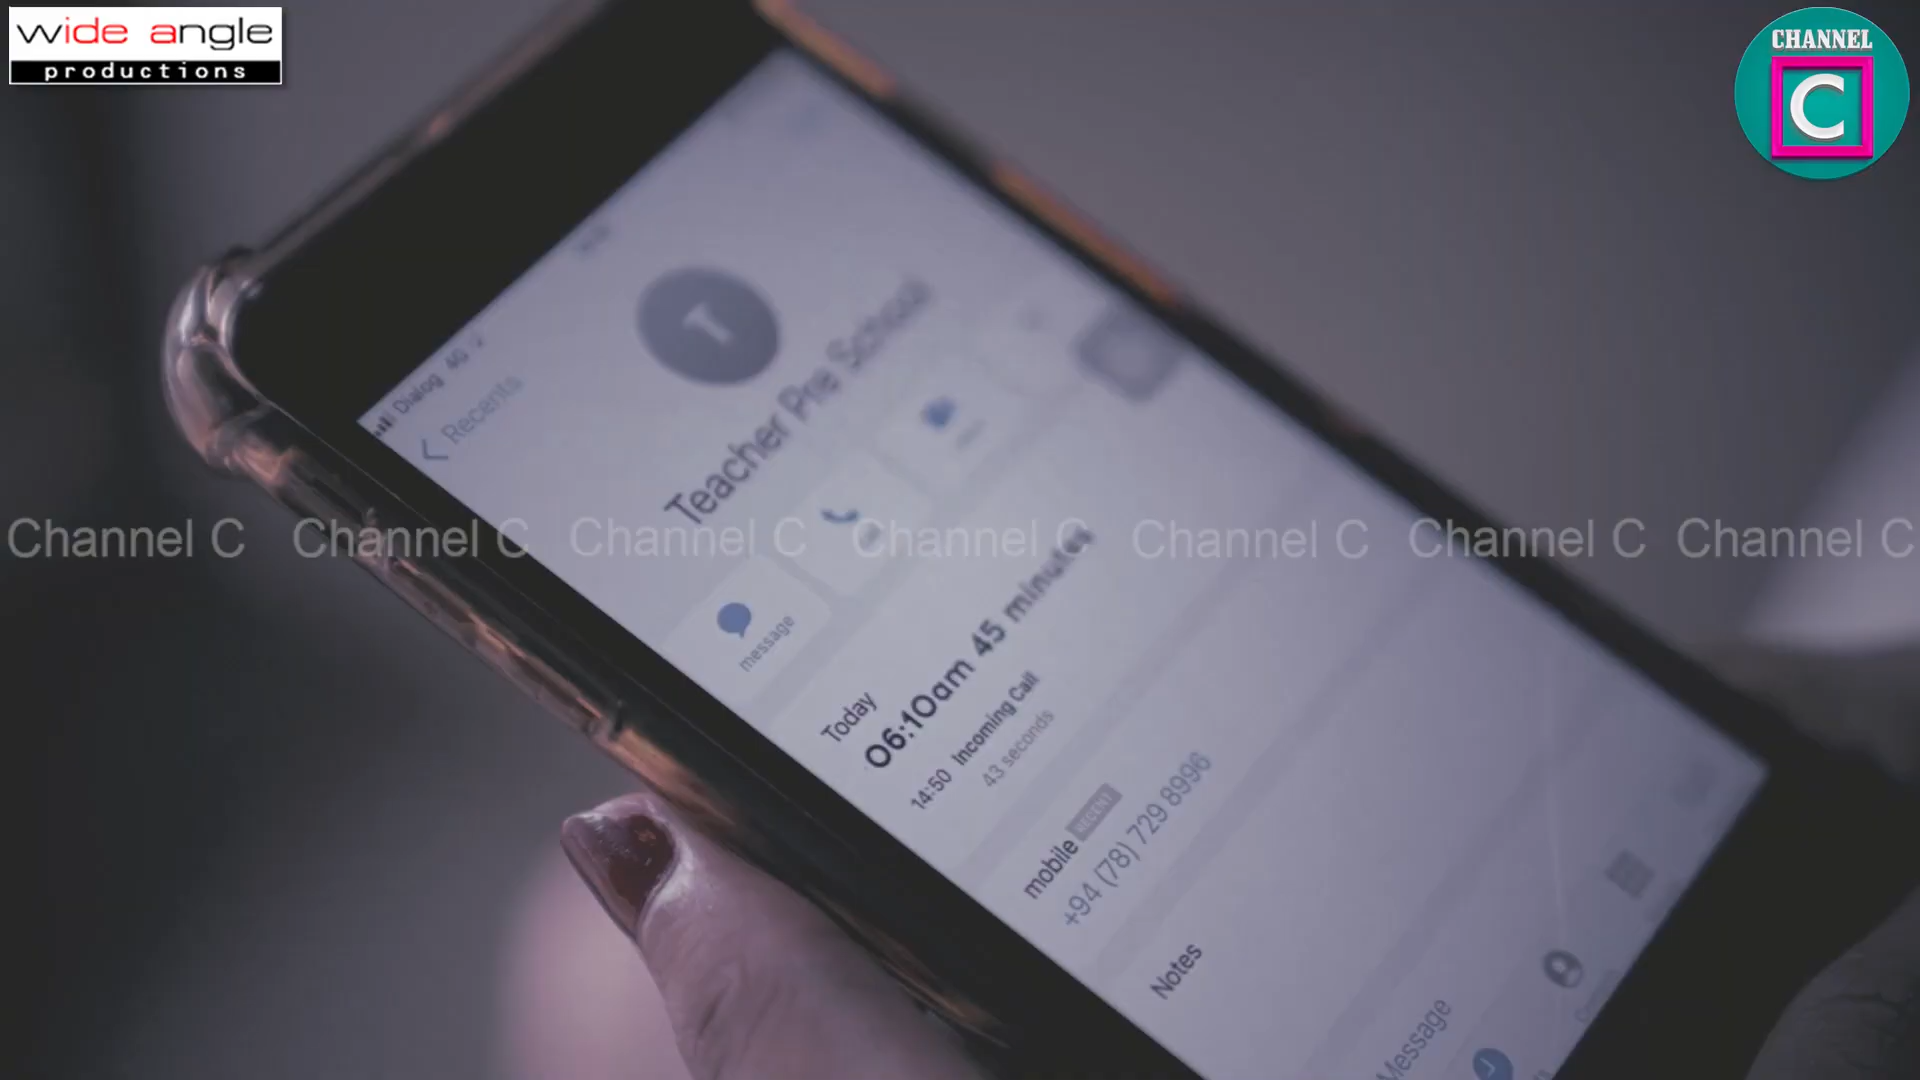 wide angle
productions
CHANNEL
C
Dialog 4G
Recents
T
Teacher Pre School
message
Today
06:10am 45 minutes
14:50 Incoming Call
43 seconds
mobile RECENT
+94 (78) 729 8996
Notes
Message
Channel C Channel C Channel C Channel C Channel C Channel C Channel C